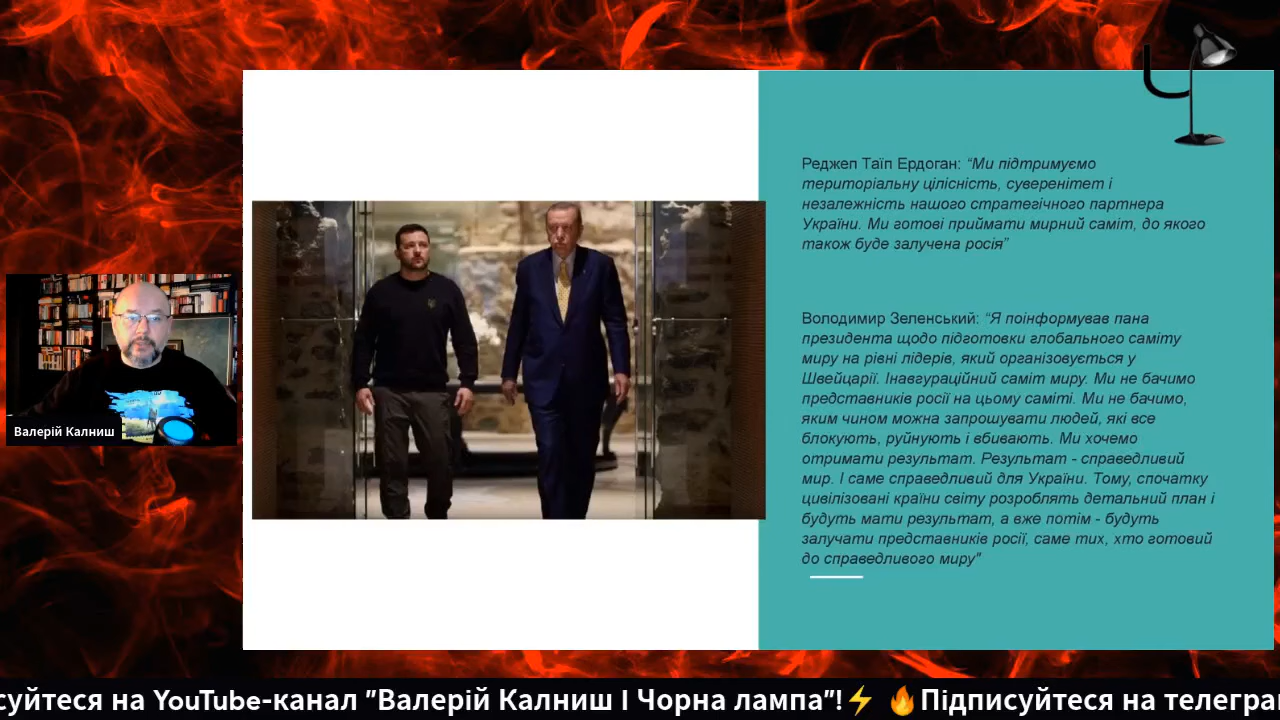 Реджеп Таїп Ердоган: “Ми підтримуємо
територіальну цілісність, суверенітет і
незалежність нашого стратегічного партнера
України. Ми готові приймати мирний саміт, до якого
також буде залучена росія”
Володимир Зеленський: “Я поінформував пана
президента щодо підготовки глобального саміту
миру на рівні лідерів, який організовується у
Швейцарії. Інавгураційний саміт миру. Ми не бачимо
представників росії на цьому саміті. Ми не бачимо,
яким чином можна запрошувати людей, які все
блокують, руйнують і вбивають. Ми хочемо
отримати результат. Результат - справедливий
мир. І саме справедливий для України. Тому, спочатку
цивілізовані країни світу розроблять детальний план і
будуть мати результат, а вже потім - будуть
залучати представників росії, саме тих, хто готовий
до справедливого миру"
Валерій Калниш
суйтеся на YouTube-канал "Валерій Калниш І Чорна лампа"!⚡ 🔥Підписуйтеся на телегра